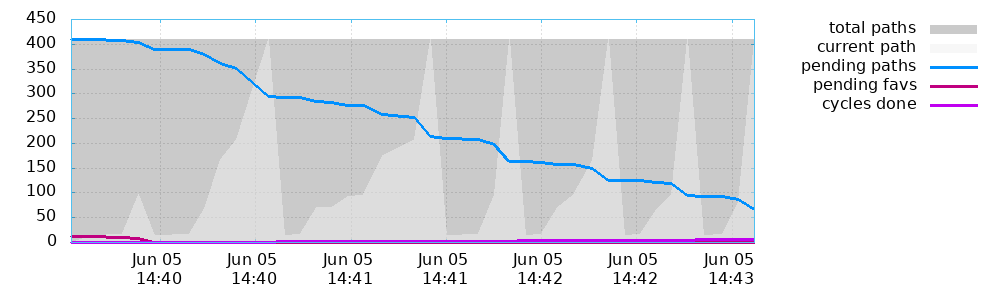 450
400
350
300
250
200
150
100
50
0
Jun 05 Jun 05 Jun 05 Jun 05 Jun 05 Jun 05 Jun 05
14:40 14:40 14:41 14:41 14:42 14:42 14:43
total paths
current path
pending paths
pending favs
cycles done